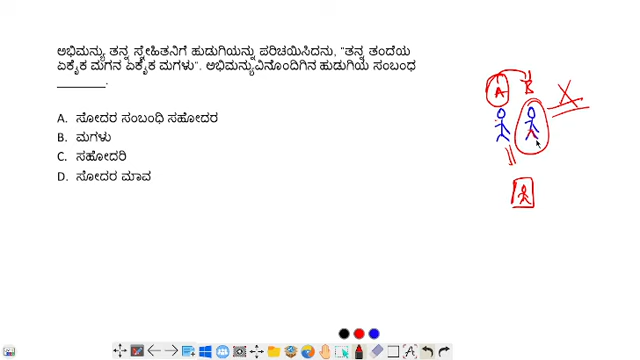 ಅಭಿಮನ್ಯು ತನ್ನ ಸ್ನೇಹಿತನಿಗೆ ಹುಡುಗಿಯನ್ನು ಪರಿಚಯಿಸಿದನು, "ತನ್ನ ತಂದೆಯ
ಏಕೈಕ ಮಗನ ಏಕೈಕ ಮಗಳು". ಅಭಿಮನ್ಯುವಿನೊಂದಿಗಿನ ಹುಡುಗಿಯ ಸಂಬಂಧ
________.
A. ಸೋದರ ಸಂಬಂಧಿ ಸಹೋದರ
B. ಮಗಳು
C. ಸಹೋದರಿ
D. ಸೋದರ ಮಾವ
A B X